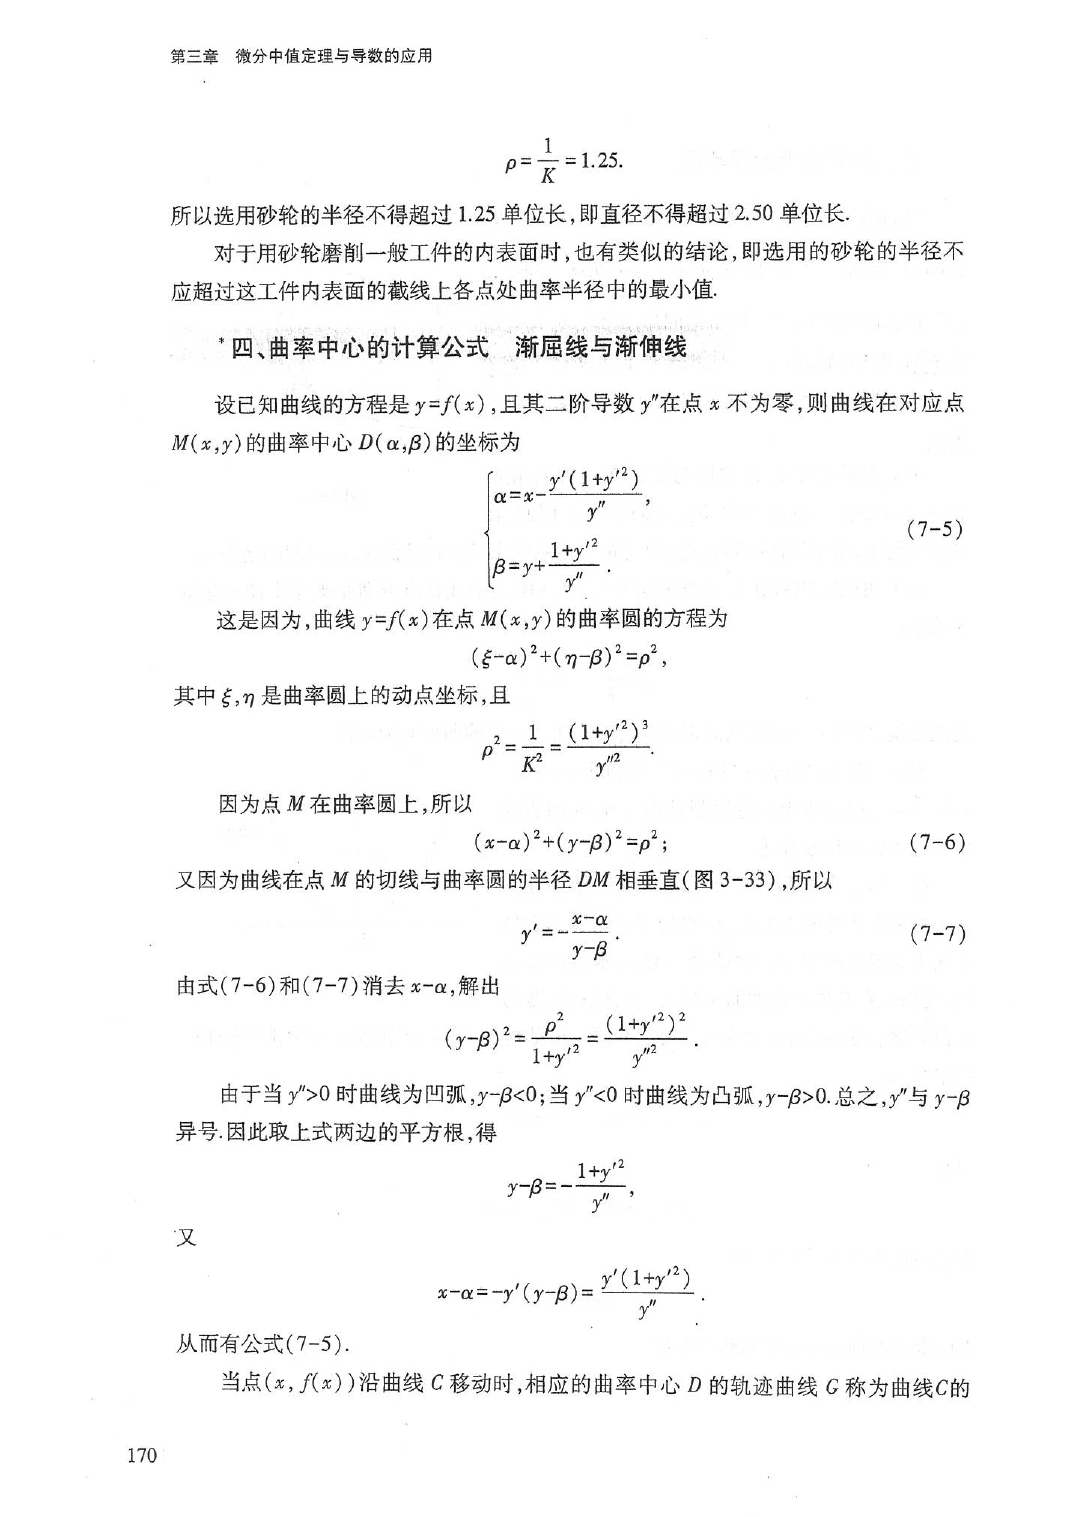 第三章　微分中值定理与导数的应用
ρ=1/K=1.25.
所以选用砂轮的半径不得超过 1.25 单位长,即直径不得超过 2.50 单位长.
对于用砂轮磨削一般工件的内表面时,也有类似的结论,即选用的砂轮的半径不
应超过这工件内表面的截线上各点处曲率半径中的最小值.
*四、曲率中心的计算公式　渐屈线与渐伸线
设已知曲线的方程是 y=f(x),且其二阶导数 y″在点 x 不为零,则曲线在对应点
M(x,y)的曲率中心 D(α,β)的坐标为
α=x-y′(1+y′²)/y″,
(7-5)
β=y+(1+y′²)/y″.
这是因为,曲线 y=f(x)在点 M(x,y)的曲率圆的方程为
(ξ-α)²+(η-β)²=ρ²,
其中 ξ,η 是曲率圆上的动点坐标,且
ρ²=1/K²=(1+y′²)³/y″².
因为点 M 在曲率圆上,所以
(x-α)²+(y-β)²=ρ²; (7-6)
又因为曲线在点 M 的切线与曲率圆的半径 DM 相垂直(图 3-33),所以
y′=-(x-α)/(y-β). (7-7)
由式(7-6)和(7-7)消去 x-α,解出
(y-β)²=ρ²/(1+y′²)=(1+y′²)²/y″².
由于当 y″>0 时曲线为凹弧,y-β<0;当 y″<0 时曲线为凸弧,y-β>0.总之,y″与 y-β
异号.因此取上式两边的平方根,得
y-β=-(1+y′²)/y″,
又
x-α=-y′(y-β)=y′(1+y′²)/y″.
从而有公式(7-5).
当点(x, f(x))沿曲线 C 移动时,相应的曲率中心 D 的轨迹曲线 G 称为曲线C的
170